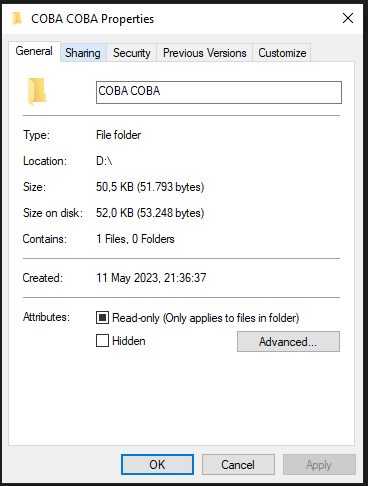 COBA COBA Properties
General Sharing Security Previous Versions Customize
COBA COBA
Type: File folder
Location: D:\
Size: 50,5 KB (51.793 bytes)
Size on disk: 52,0 KB (53.248 bytes)
Contains: 1 Files, 0 Folders
Created: 11 May 2023, 21:36:37
Attributes: Read-only (Only applies to files in folder)
Hidden Advanced...
OK Cancel Apply